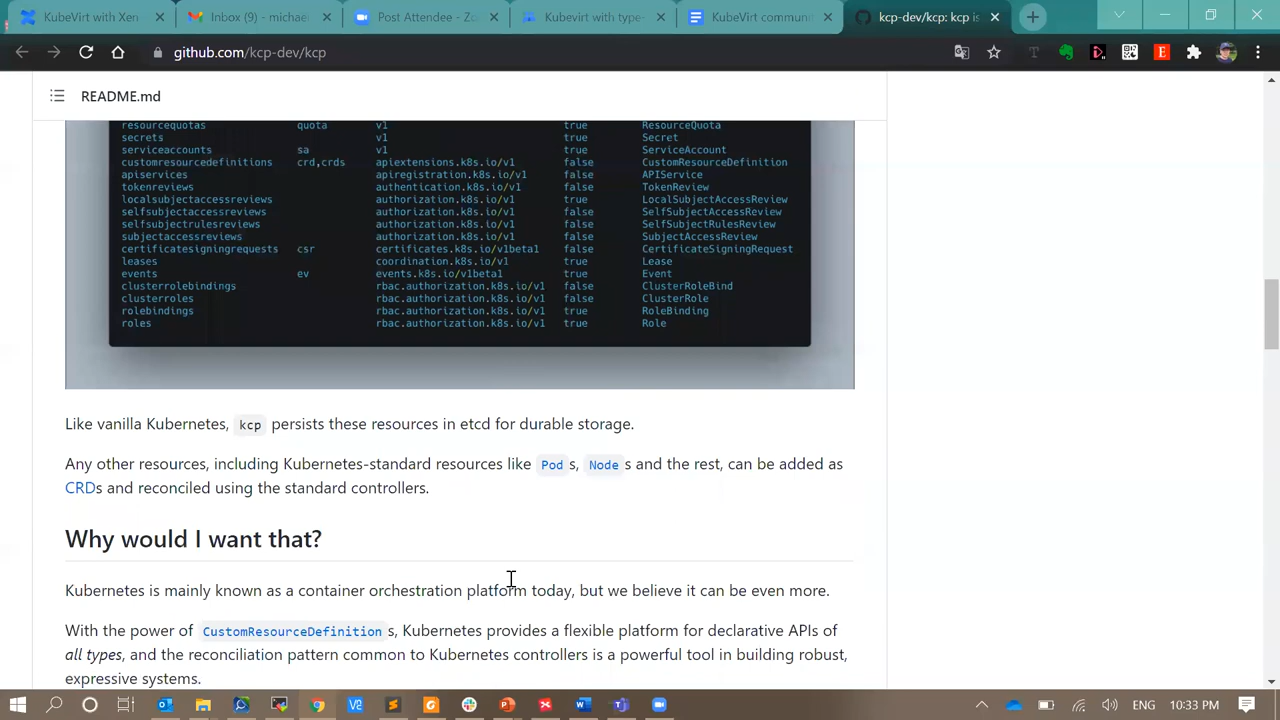 KubeVirt with Xen
Inbox (9) - michae
Post Attendee - Zo
Kubevirt with type-
KubeVirt communi
kcp-dev/kcp: kcp is
github.com/kcp-dev/kcp
README.md
resourcequotas quota v1 true ResourceQuota
secrets v1 true Secret
serviceaccounts sa v1 true ServiceAccount
customresourcedefinitions crd,crds apiextensions.k8s.io/v1 false CustomResourceDefinition
apiservices apiregistration.k8s.io/v1 false APIService
tokenreviews authentication.k8s.io/v1 false TokenReview
localsubjectaccessreviews authorization.k8s.io/v1 true LocalSubjectAccessReview
selfsubjectaccessreviews authorization.k8s.io/v1 false SelfSubjectAccessReview
selfsubjectrulesreviews authorization.k8s.io/v1 false SelfSubjectRulesReview
subjectaccessreviews authorization.k8s.io/v1 false SubjectAccessReview
certificatesigningrequests csr certificates.k8s.io/v1beta1 false CertificateSigningRequest
leases coordination.k8s.io/v1 true Lease
events ev events.k8s.io/v1beta1 true Event
clusterrolebindings rbac.authorization.k8s.io/v1 false ClusterRoleBind
clusterroles rbac.authorization.k8s.io/v1 false ClusterRole
rolebindings rbac.authorization.k8s.io/v1 true RoleBinding
roles rbac.authorization.k8s.io/v1 true Role
Like vanilla Kubernetes, kcp persists these resources in etcd for durable storage.
Any other resources, including Kubernetes-standard resources like Pod s, Node s and the rest, can be added as
CRDs and reconciled using the standard controllers.
Why would I want that?
Kubernetes is mainly known as a container orchestration platform today, but we believe it can be even more.
With the power of CustomResourceDefinition s, Kubernetes provides a flexible platform for declarative APIs of
all types, and the reconciliation pattern common to Kubernetes controllers is a powerful tool in building robust,
expressive systems.
ENG 10:33 PM